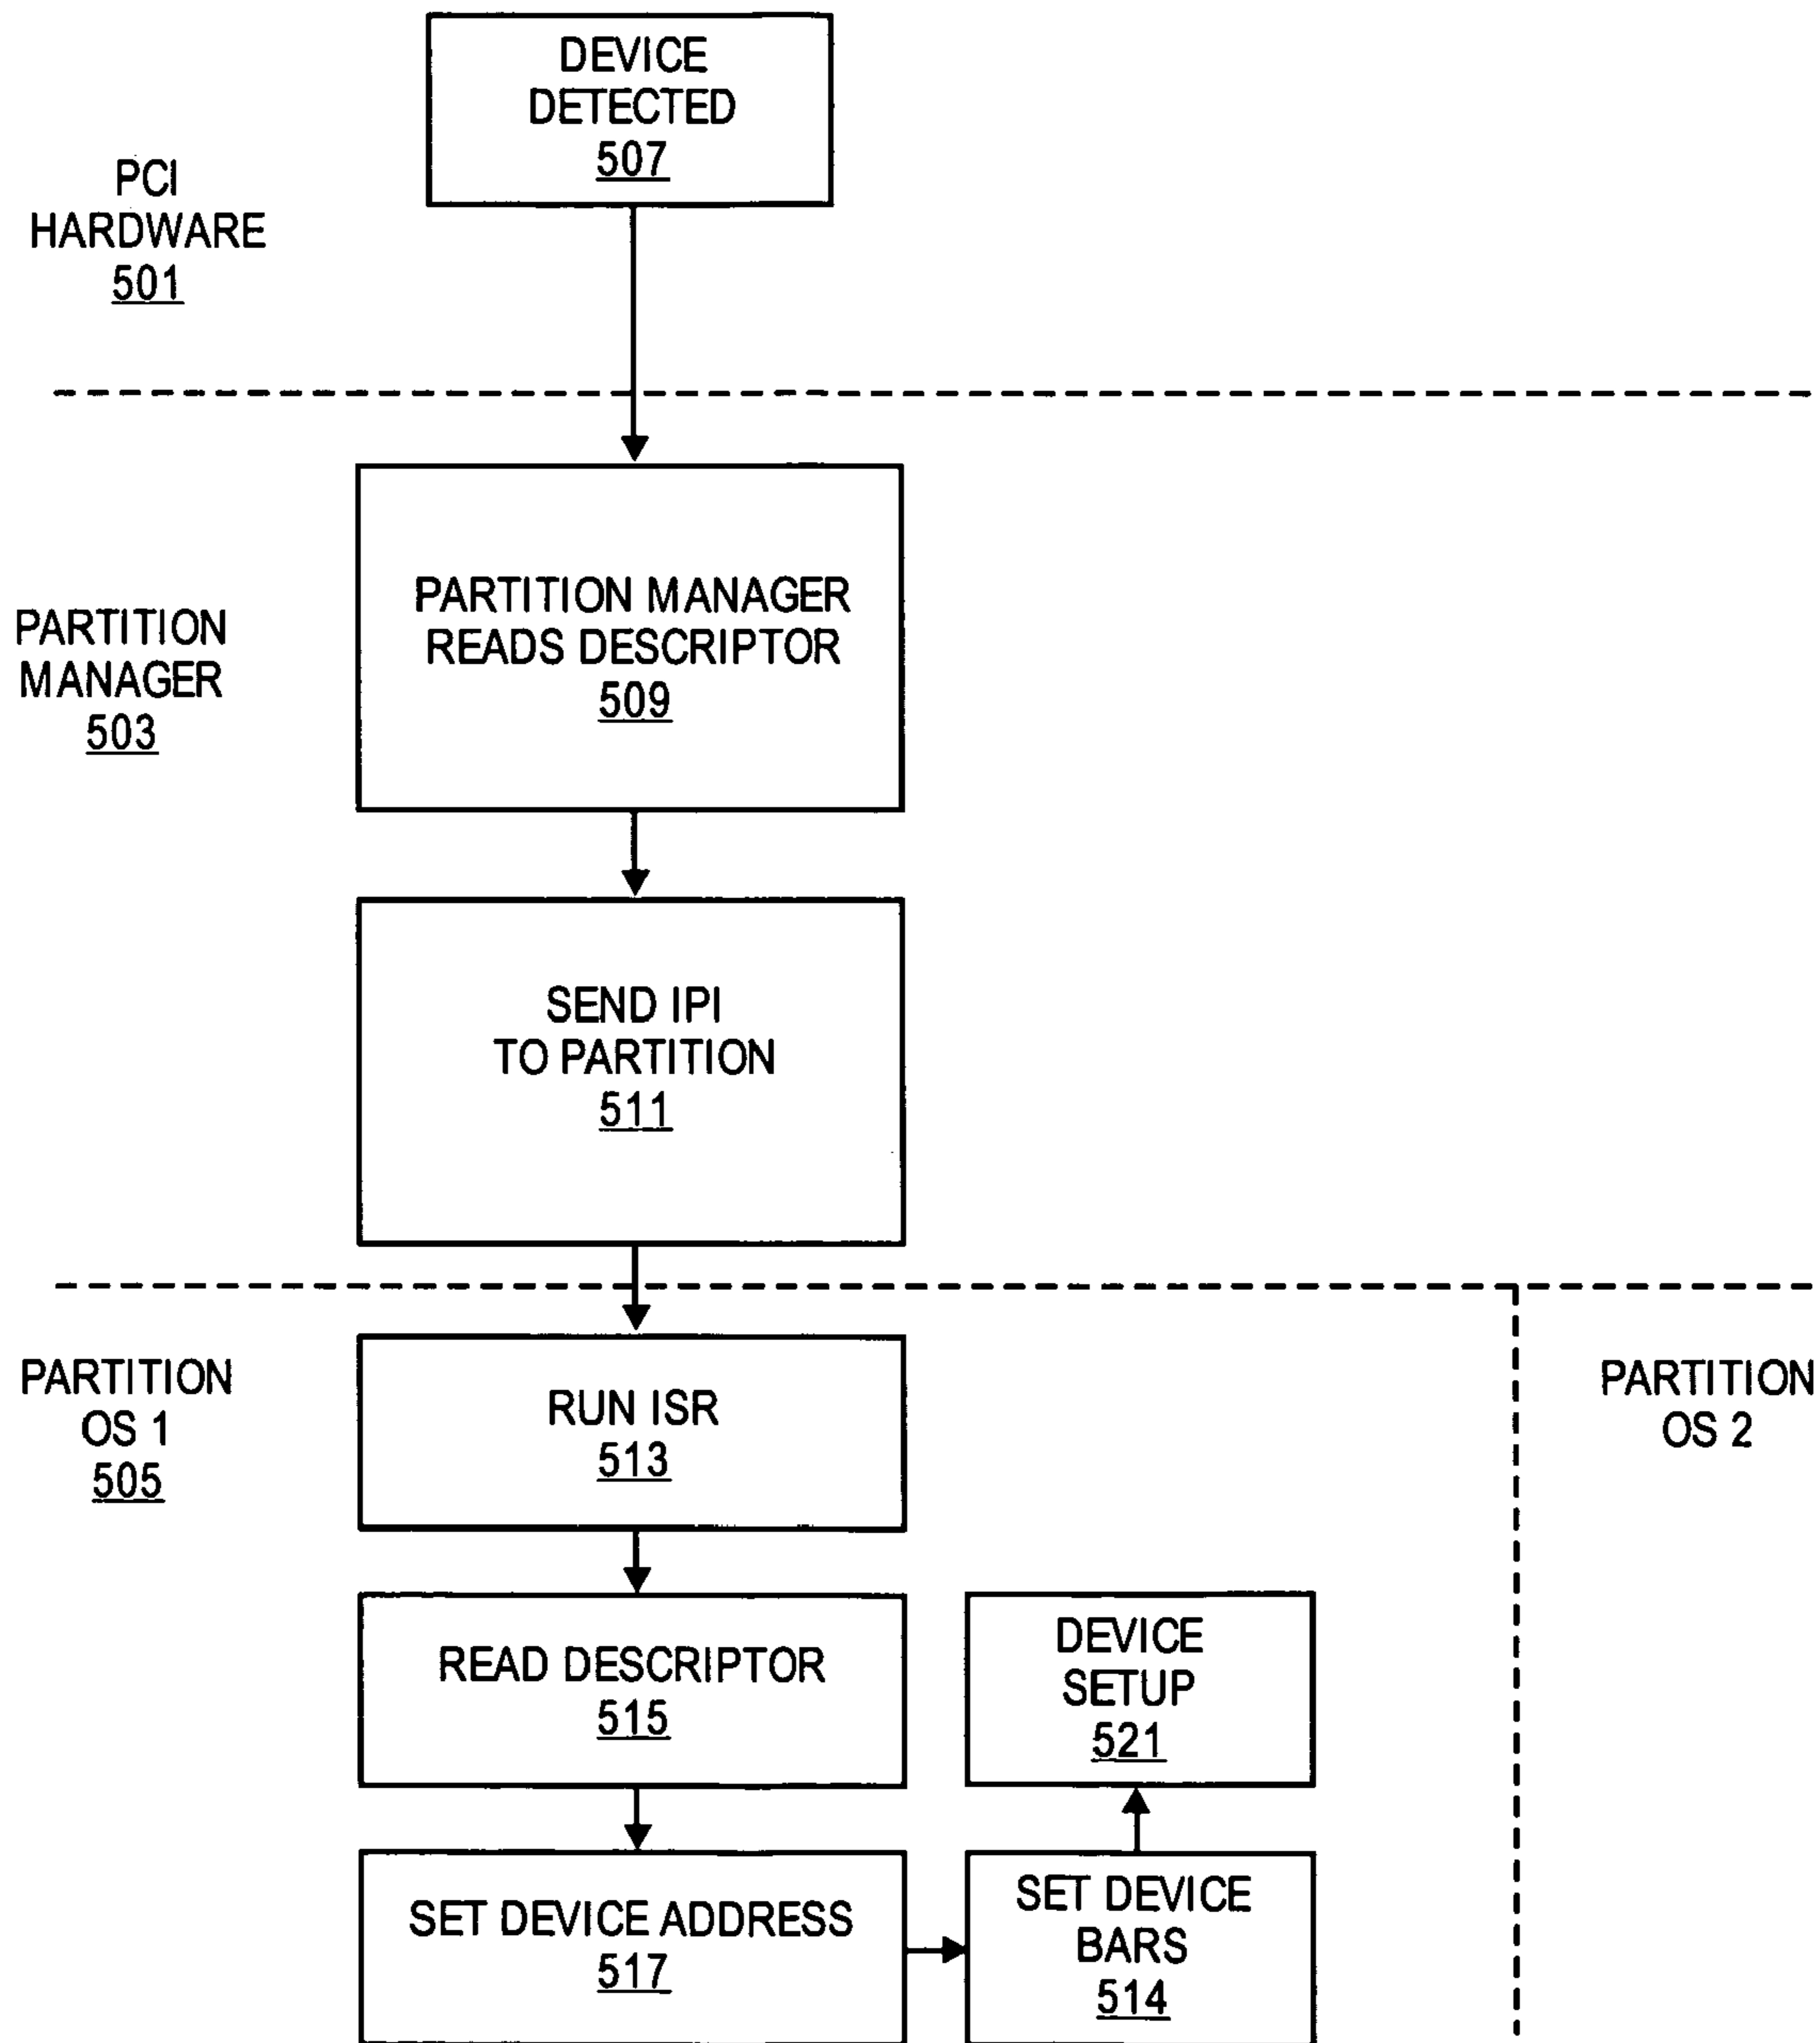 DEVICE
DETECTED
507
PCI
HARDWARE
501
PARTITION
MANAGER
503
PARTITION MANAGER
READS DESCRIPTOR
509
SEND IPI
TO PARTITION
511
PARTITION
OS 1
505
RUN ISR
513
PARTITION
OS 2
READ DESCRIPTOR
515
DEVICE
SETUP
521
SET DEVICE ADDRESS
517
SET DEVICE
BARS
514